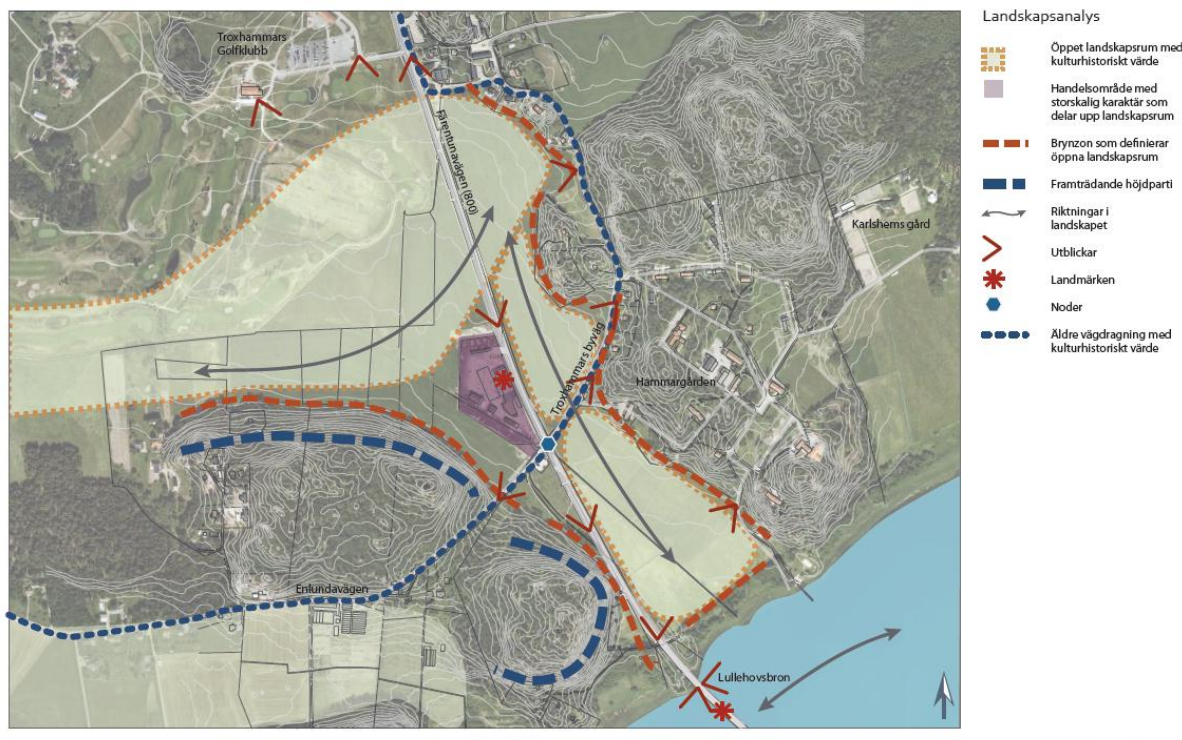 Landskapsanalys
Öppet landskapsrum med
kulturhistoriskt värde
Handelsområde med
storskalig karaktär som
delar upp landskapsrum
Brynzon som definierar
öppna landskapsrum
Framträdande höjdparti
Riktningar i
landskapet
Utblickar
Landmärken
Noder
Äldre vägdragning med
kulturhistoriskt värde
Troxhammars
Golfklubb
Färentunavägen (800)
Karlshems gård
Troxhammars byväg
Hammargården
Enlundavägen
Lullehovsbron